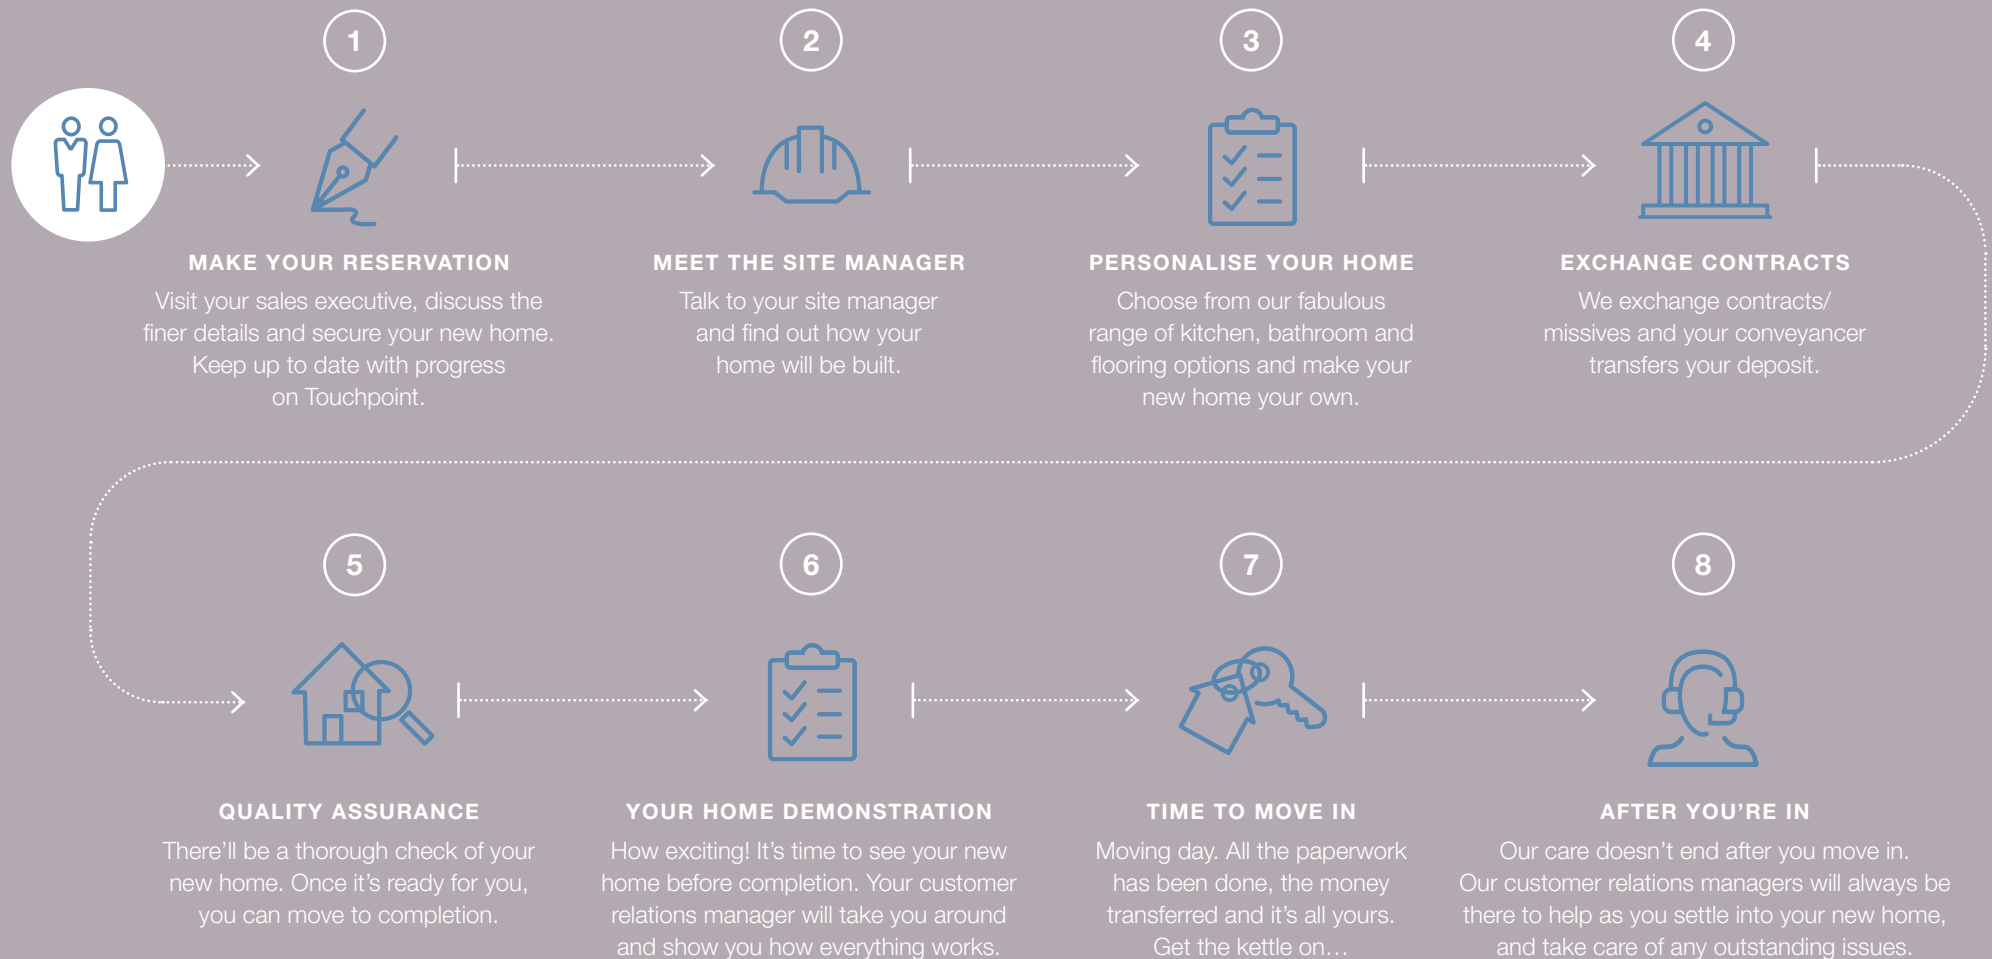 1
MAKE YOUR RESERVATION
Visit your sales executive, discuss the
finer details and secure your new home.
Keep up to date with progress
on Touchpoint.
2
MEET THE SITE MANAGER
Talk to your site manager
and find out how your
home will be built.
3
PERSONALISE YOUR HOME
Choose from our fabulous
range of kitchen, bathroom and
flooring options and make your
new home your own.
4
EXCHANGE CONTRACTS
We exchange contracts/
missives and your conveyancer
transfers your deposit.
5
QUALITY ASSURANCE
There’ll be a thorough check of your
new home. Once it’s ready for you,
you can move to completion.
6
YOUR HOME DEMONSTRATION
How exciting! It’s time to see your new
home before completion. Your customer
relations manager will take you around
and show you how everything works.
7
TIME TO MOVE IN
Moving day. All the paperwork
has been done, the money
transferred and it’s all yours.
Get the kettle on…
8
AFTER YOU’RE IN
Our care doesn’t end after you move in.
Our customer relations managers will always be
there to help as you settle into your new home,
and take care of any outstanding issues.